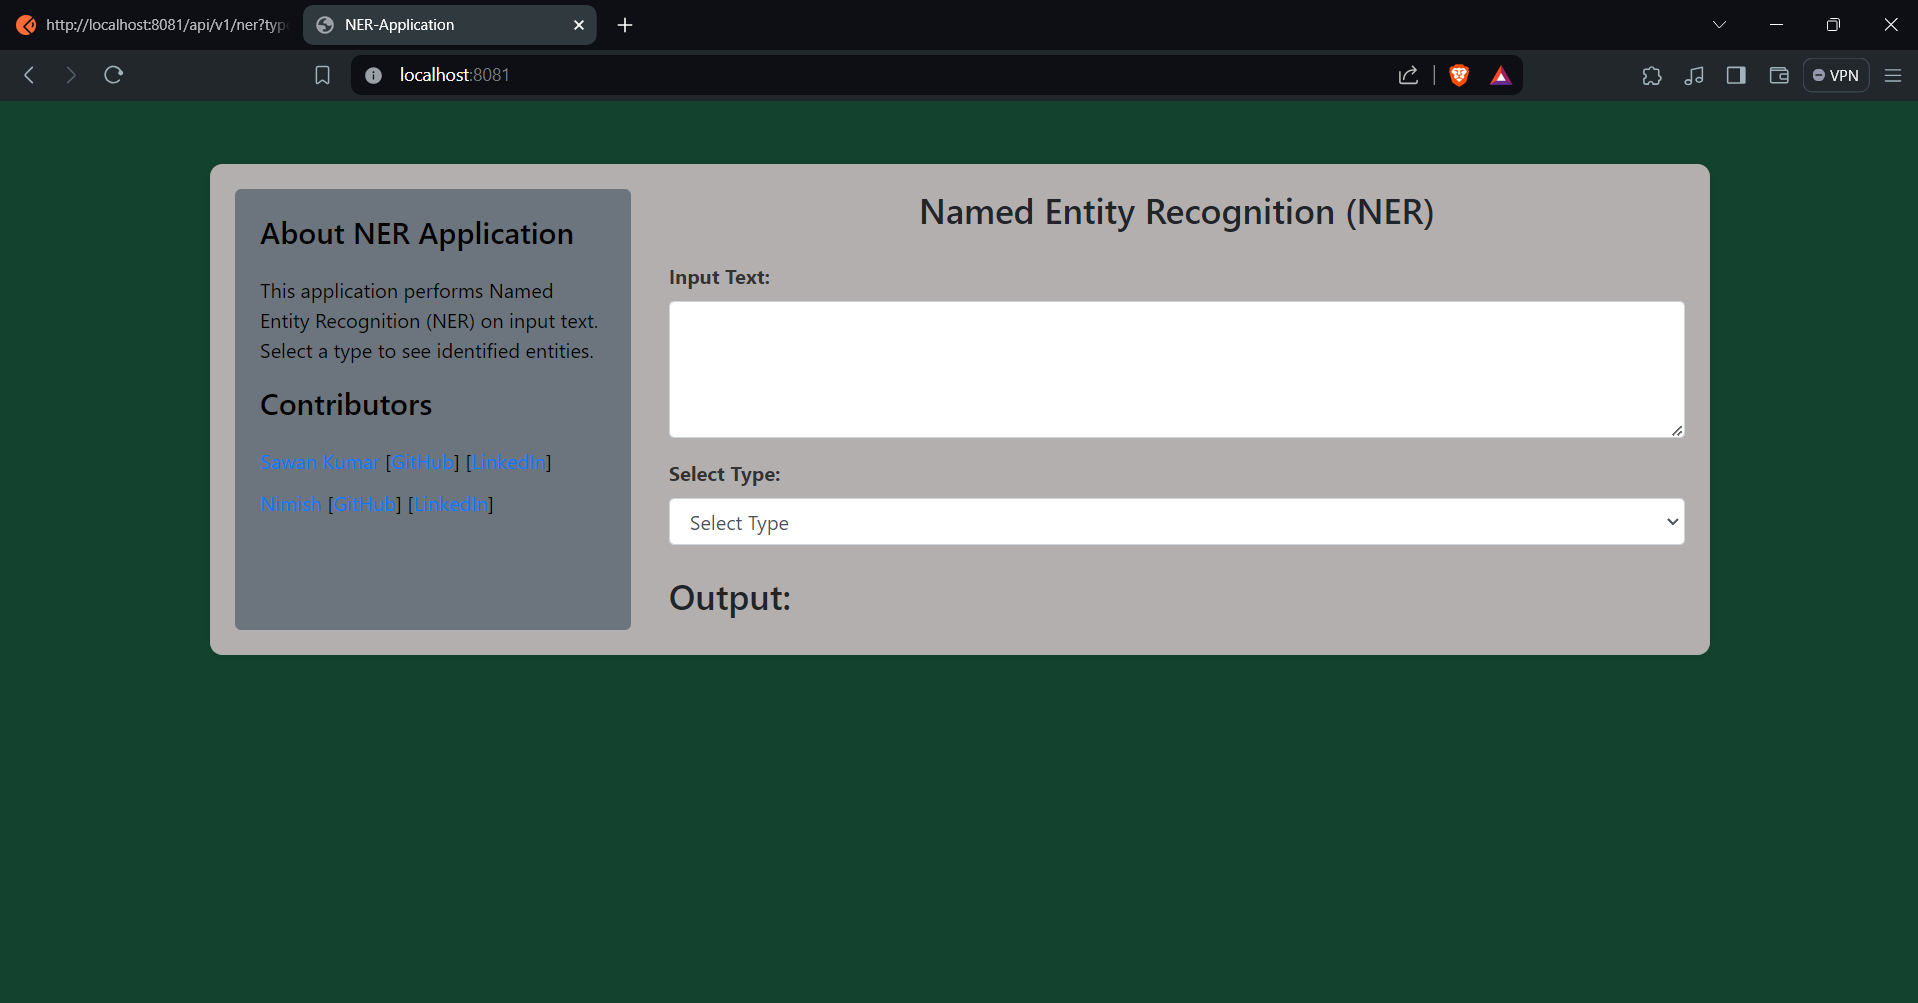 http://localhost:8081/api/v1/ner?typ
NER-Application
localhost:8081
VPN
About NER Application
This application performs Named
Entity Recognition (NER) on input text.
Select a type to see identified entities.
Contributors
Sawan Kumar [GitHub] [LinkedIn]
Nimish [GitHub] [LinkedIn]
Named Entity Recognition (NER)
Input Text:
Select Type:
Select Type
Output: